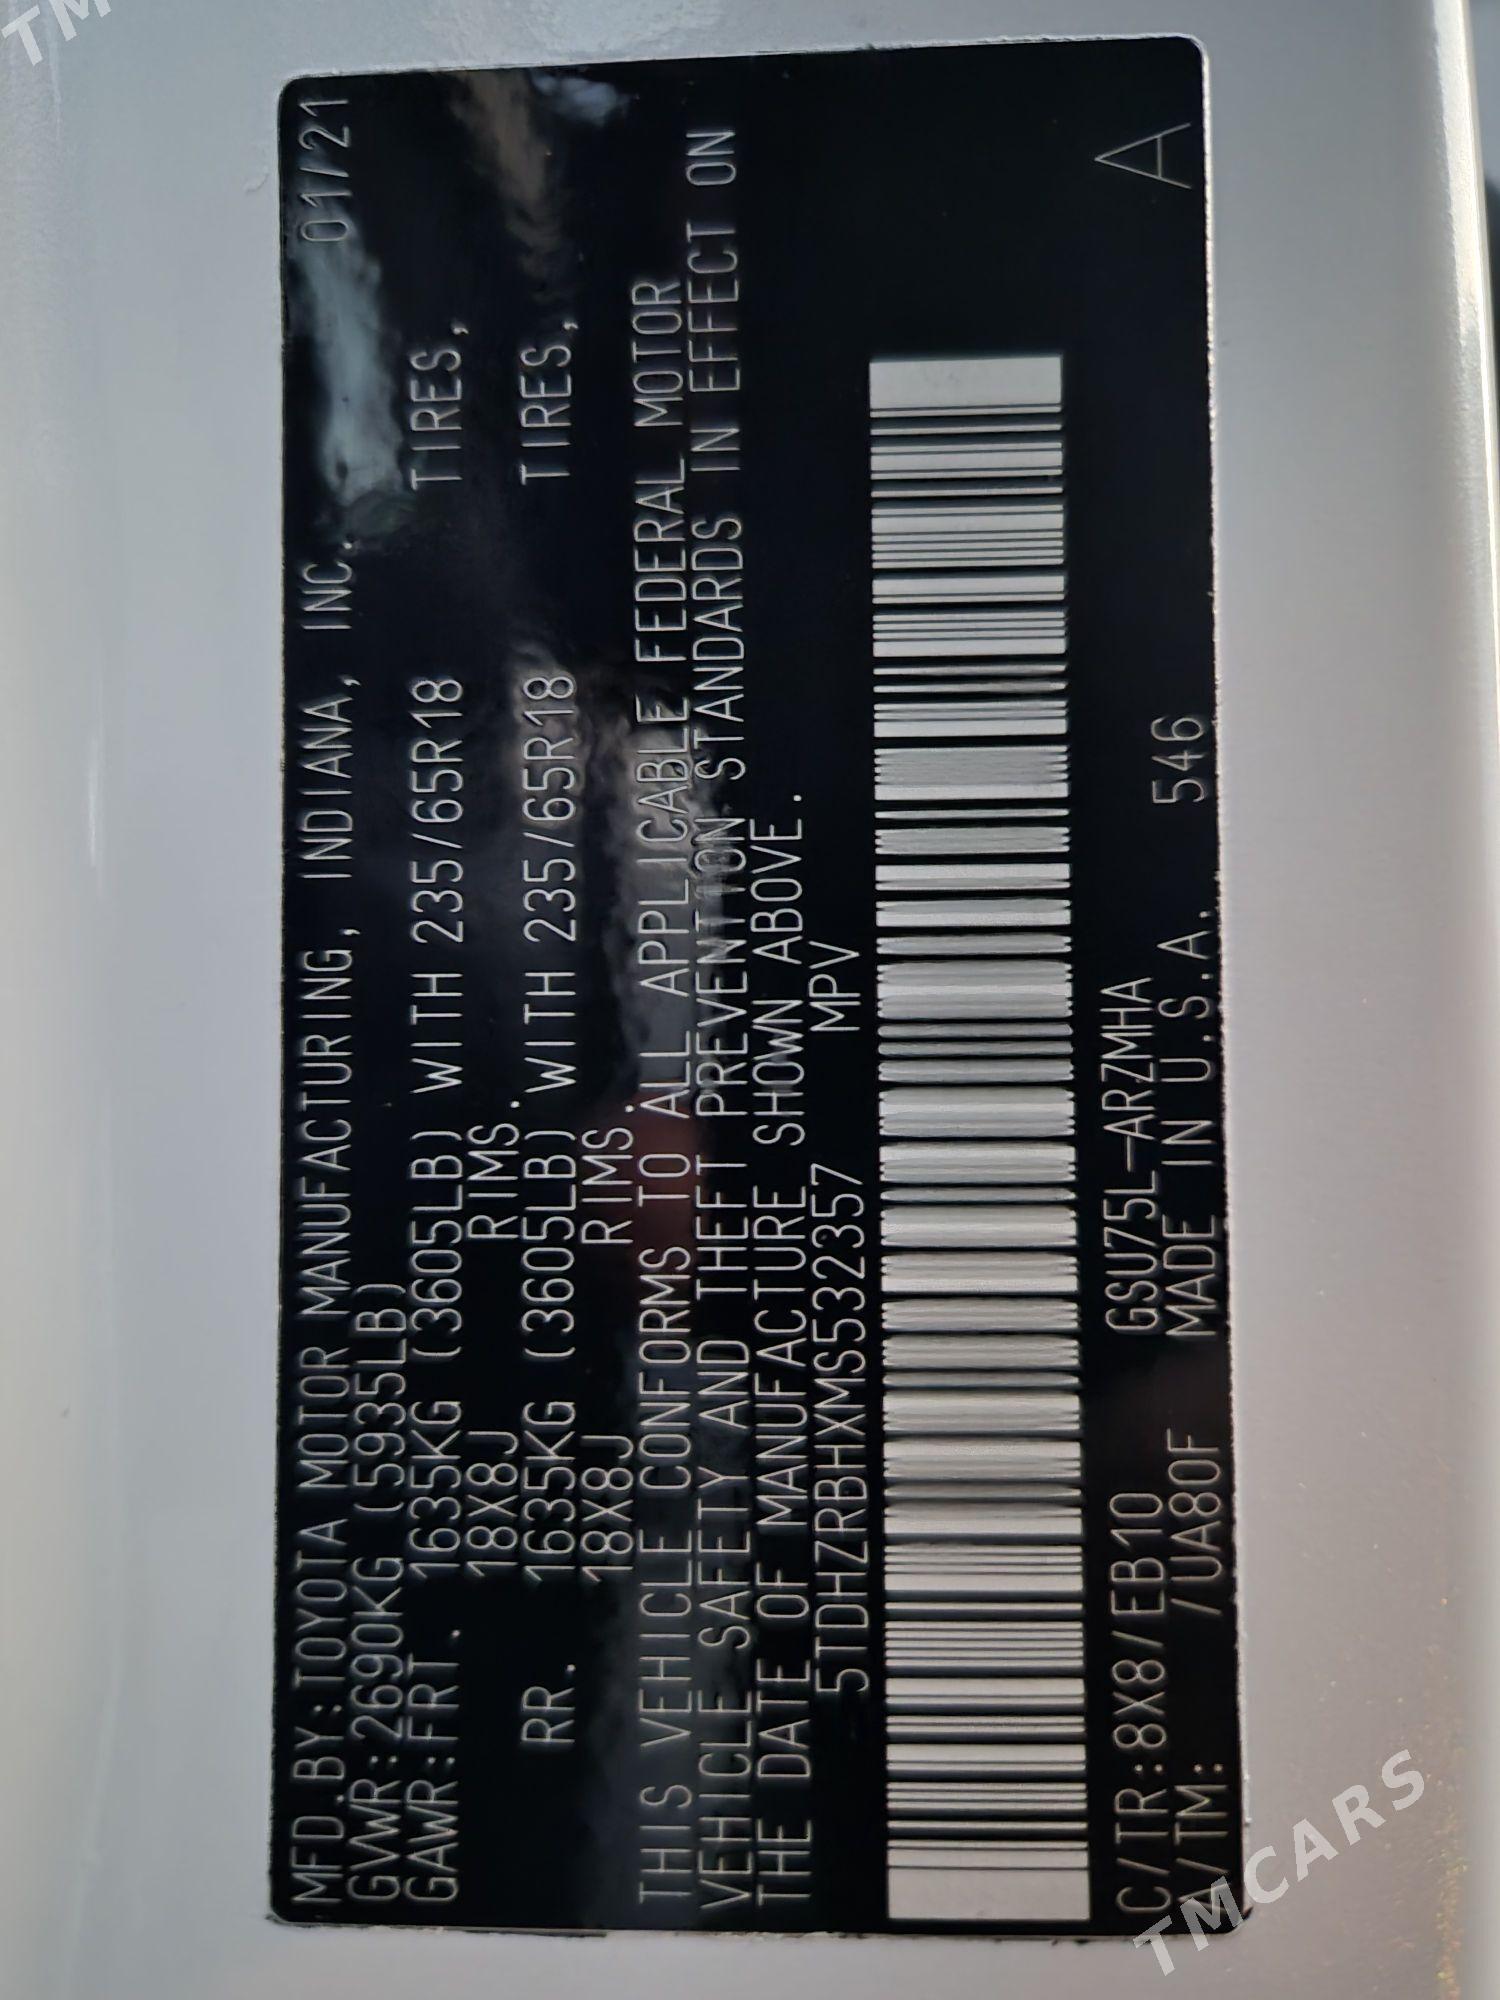 MFD.BY:TOYOTA MOTOR MANUFACTURING, INDIANA, INC. 01/21
GVWR:2690KG (5935LB)
GAWR:FRT. 1635KG (3605LB) WITH 235/65R18 TIRES,
18X8J RIMS.
RR. 1635KG (3605LB) WITH 235/65R18 TIRES,
18X8J RIMS.
THIS VEHICLE CONFORMS TO ALL APPLICABLE FEDERAL MOTOR
VEHICLE SAFETY AND THEFT PREVENTION STANDARDS IN EFFECT ON
THE DATE OF MANUFACTURE SHOWN ABOVE.
5TDHZRBHXMS532357 MPV
C/TR:8X8/EB10 GSU75L-ARZMHA
A/TM: /UA80F MADE IN U.S.A. 546
A
TMCARS
TM